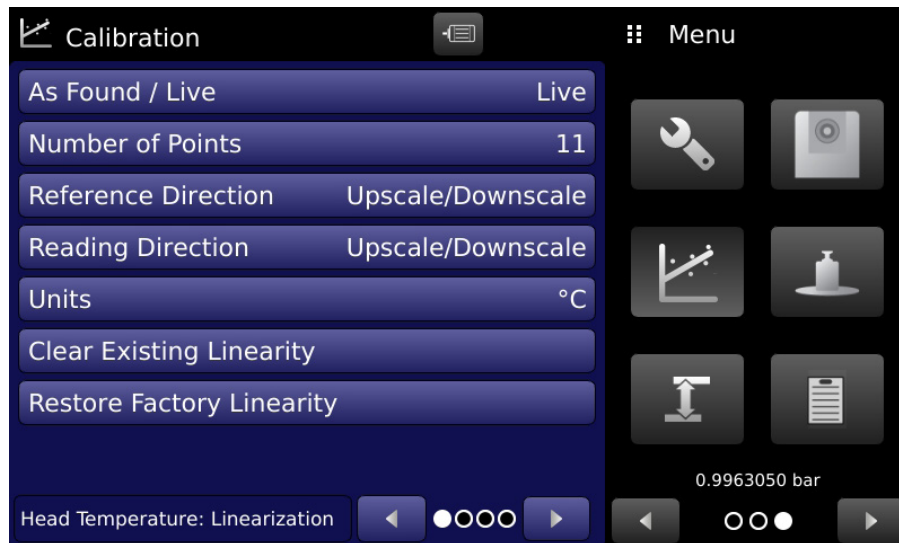 Calibration
Menu
As Found / Live Live
Number of Points 11
Reference Direction Upscale/Downscale
Reading Direction Upscale/Downscale
Units °C
Clear Existing Linearity
Restore Factory Linearity
Head Temperature: Linearization
0.9963050 bar